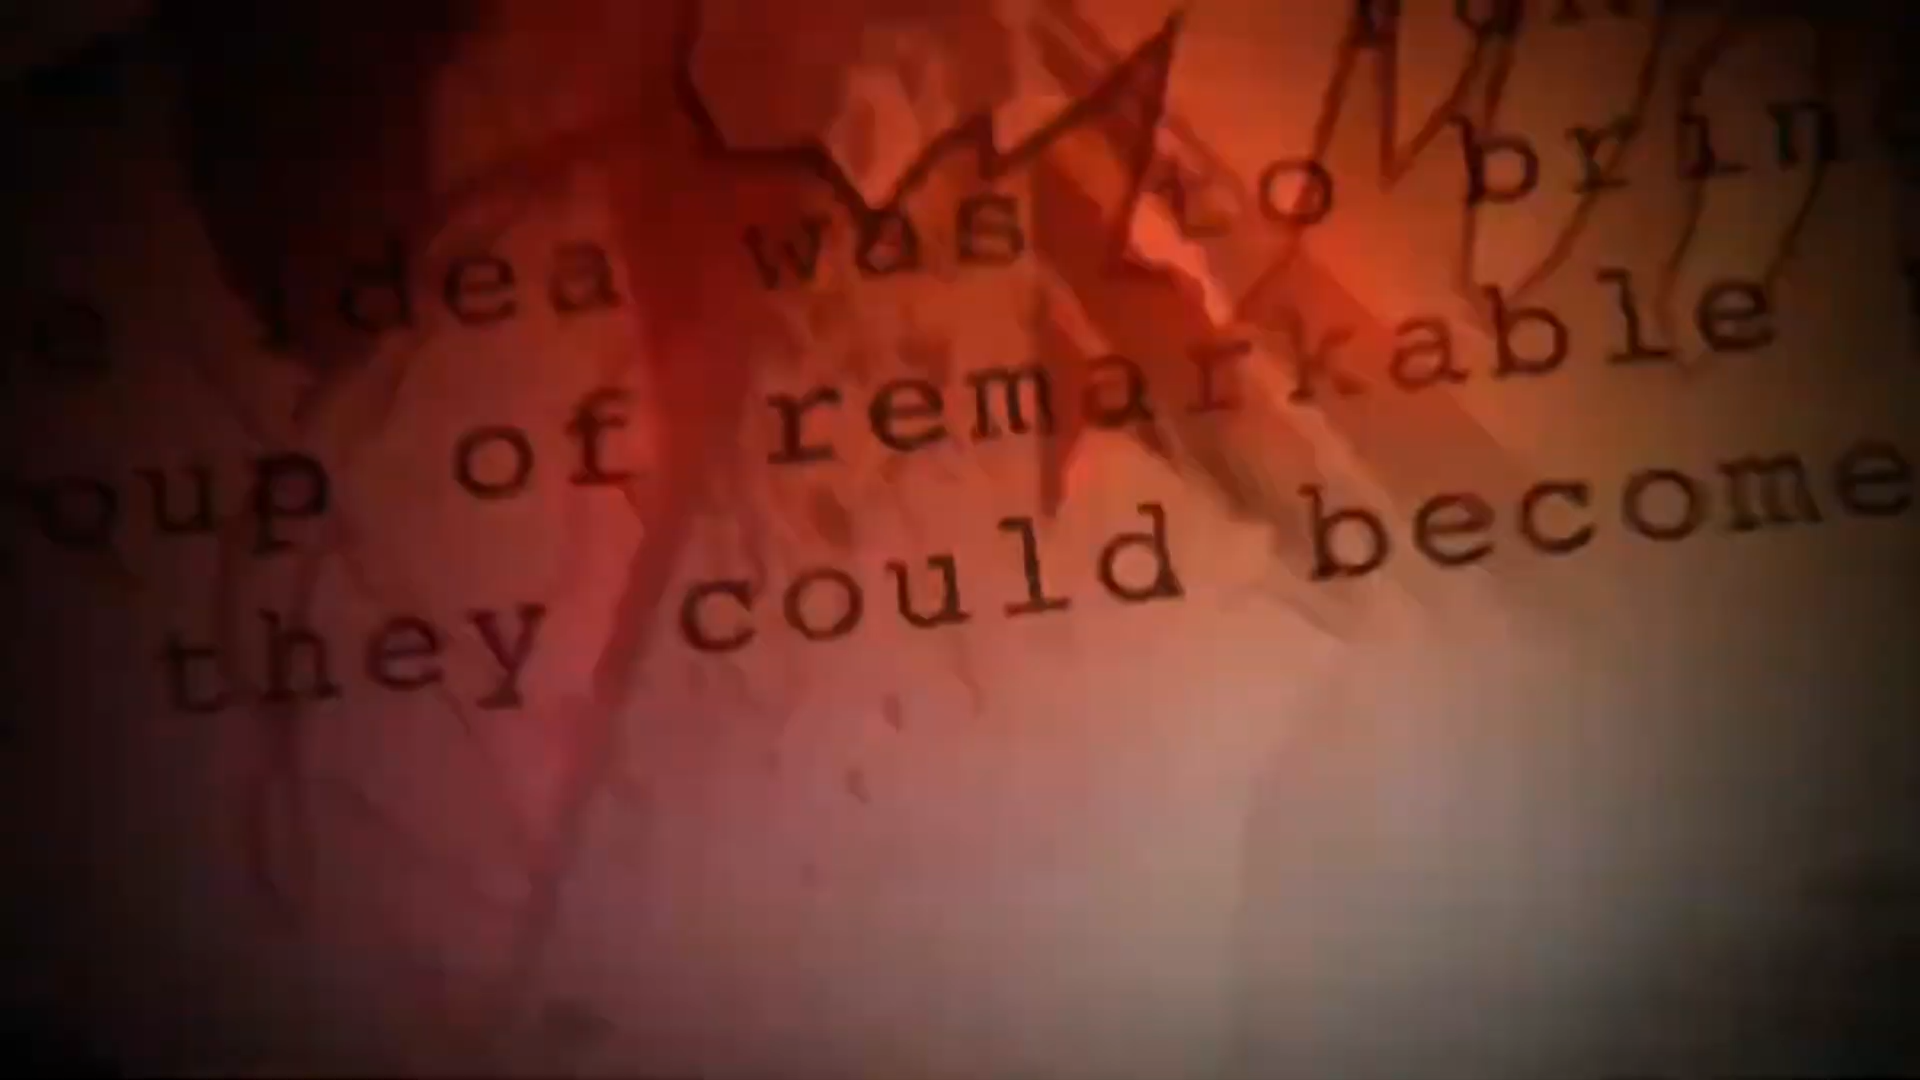 e idea was to brin
oup of remarkable
they could become